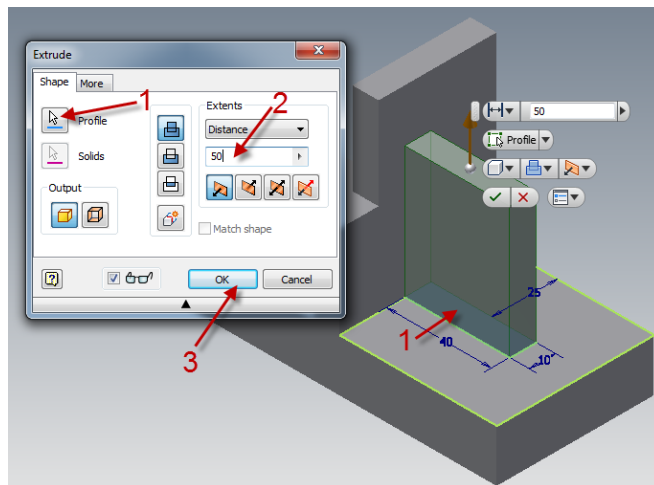 Extrude
Shape More
1
Profile
Solids
Output
Extents
2
Distance
50
Match shape
OK
Cancel
3
50
Profile
25
1
40
10